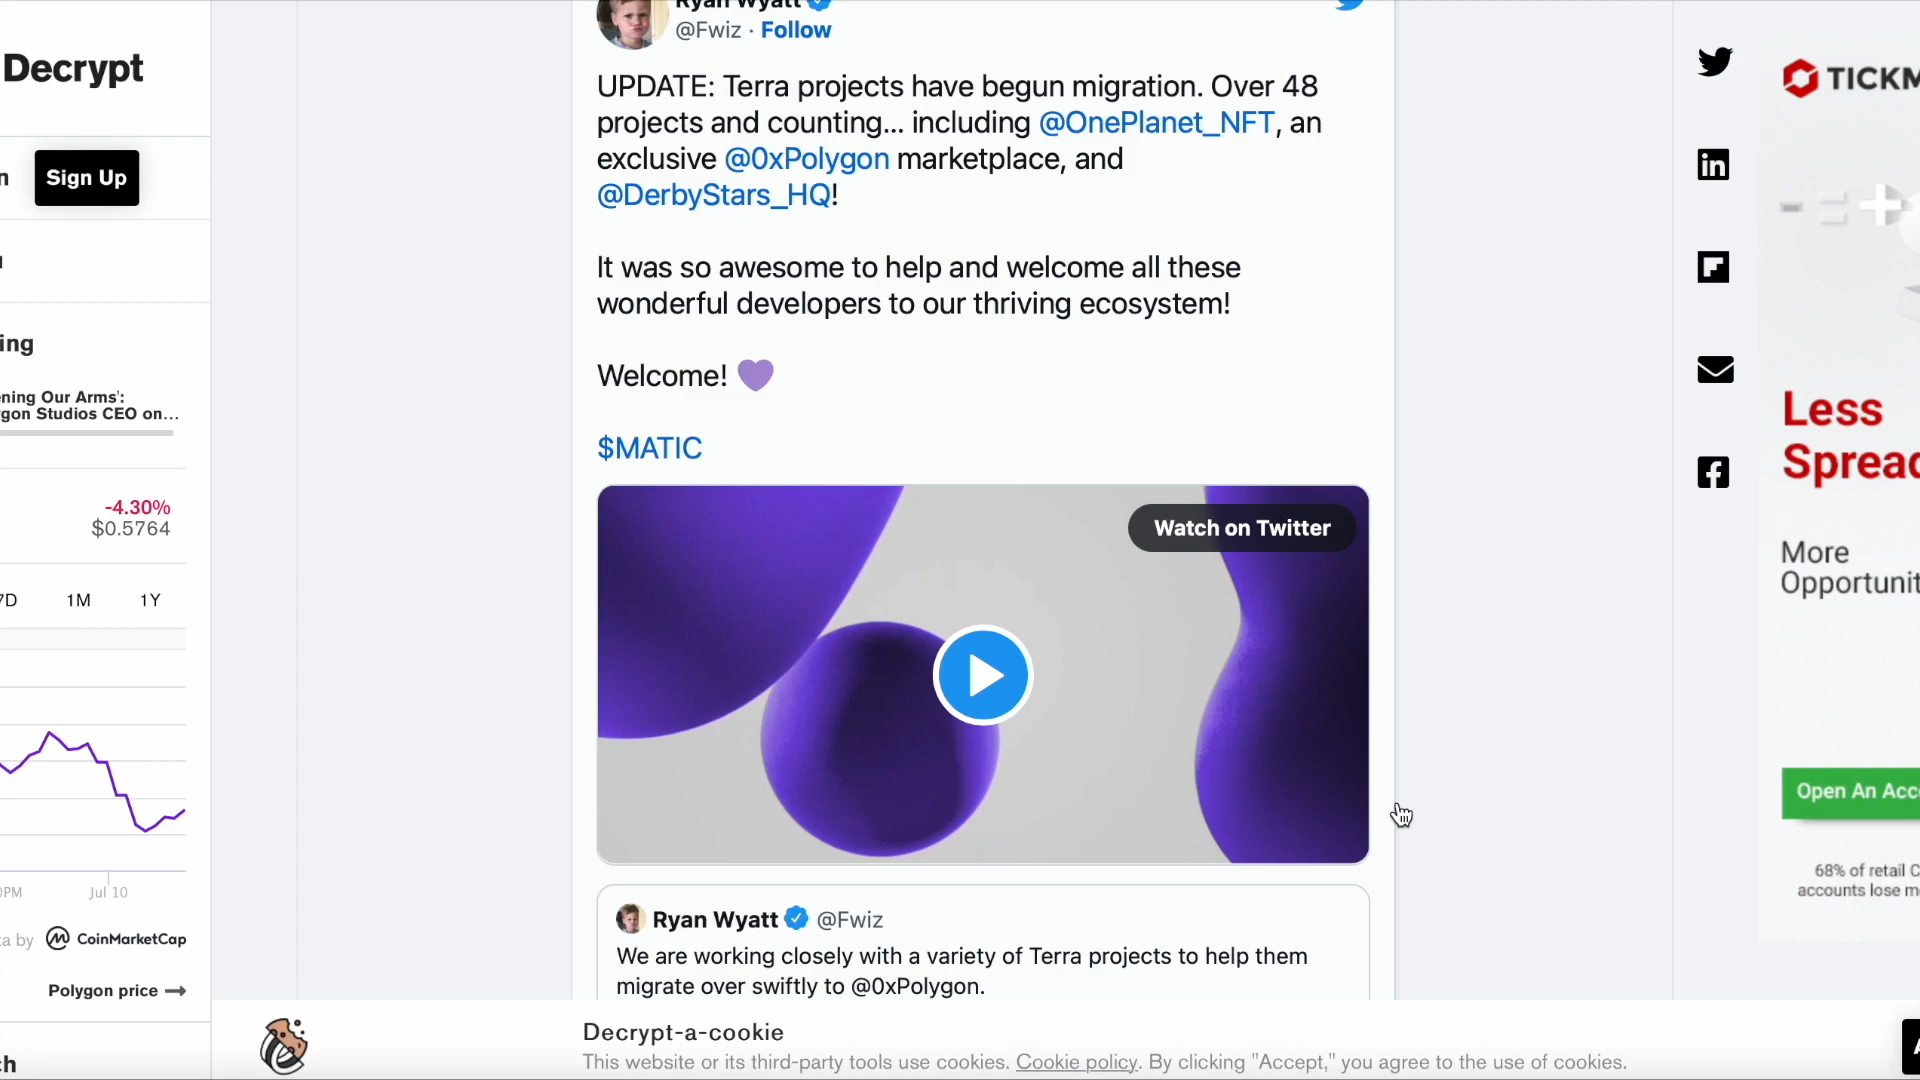 Decrypt
Sign Up
ing
ning Our Arms':
gon Studios CEO on...
-4.30%
$0.5764
7D 1M 1Y
Jul 10
a by CoinMarketCap
Polygon price →
Ryan Wyatt
@Fwiz · Follow
UPDATE: Terra projects have begun migration. Over 48
projects and counting... including @OnePlanet_NFT, an
exclusive @0xPolygon marketplace, and
@DerbyStars_HQ!
It was so awesome to help and welcome all these
wonderful developers to our thriving ecosystem!
Welcome! 💜
$MATIC
Watch on Twitter
Ryan Wyatt @Fwiz
We are working closely with a variety of Terra projects to help them
migrate over swiftly to @0xPolygon.
Decrypt-a-cookie
This website or its third-party tools use cookies. Cookie policy. By clicking "Accept," you agree to the use of cookies.
TICKM
Less
Spread
More
Opportunit
Open An Acc
68% of retail C
accounts lose m